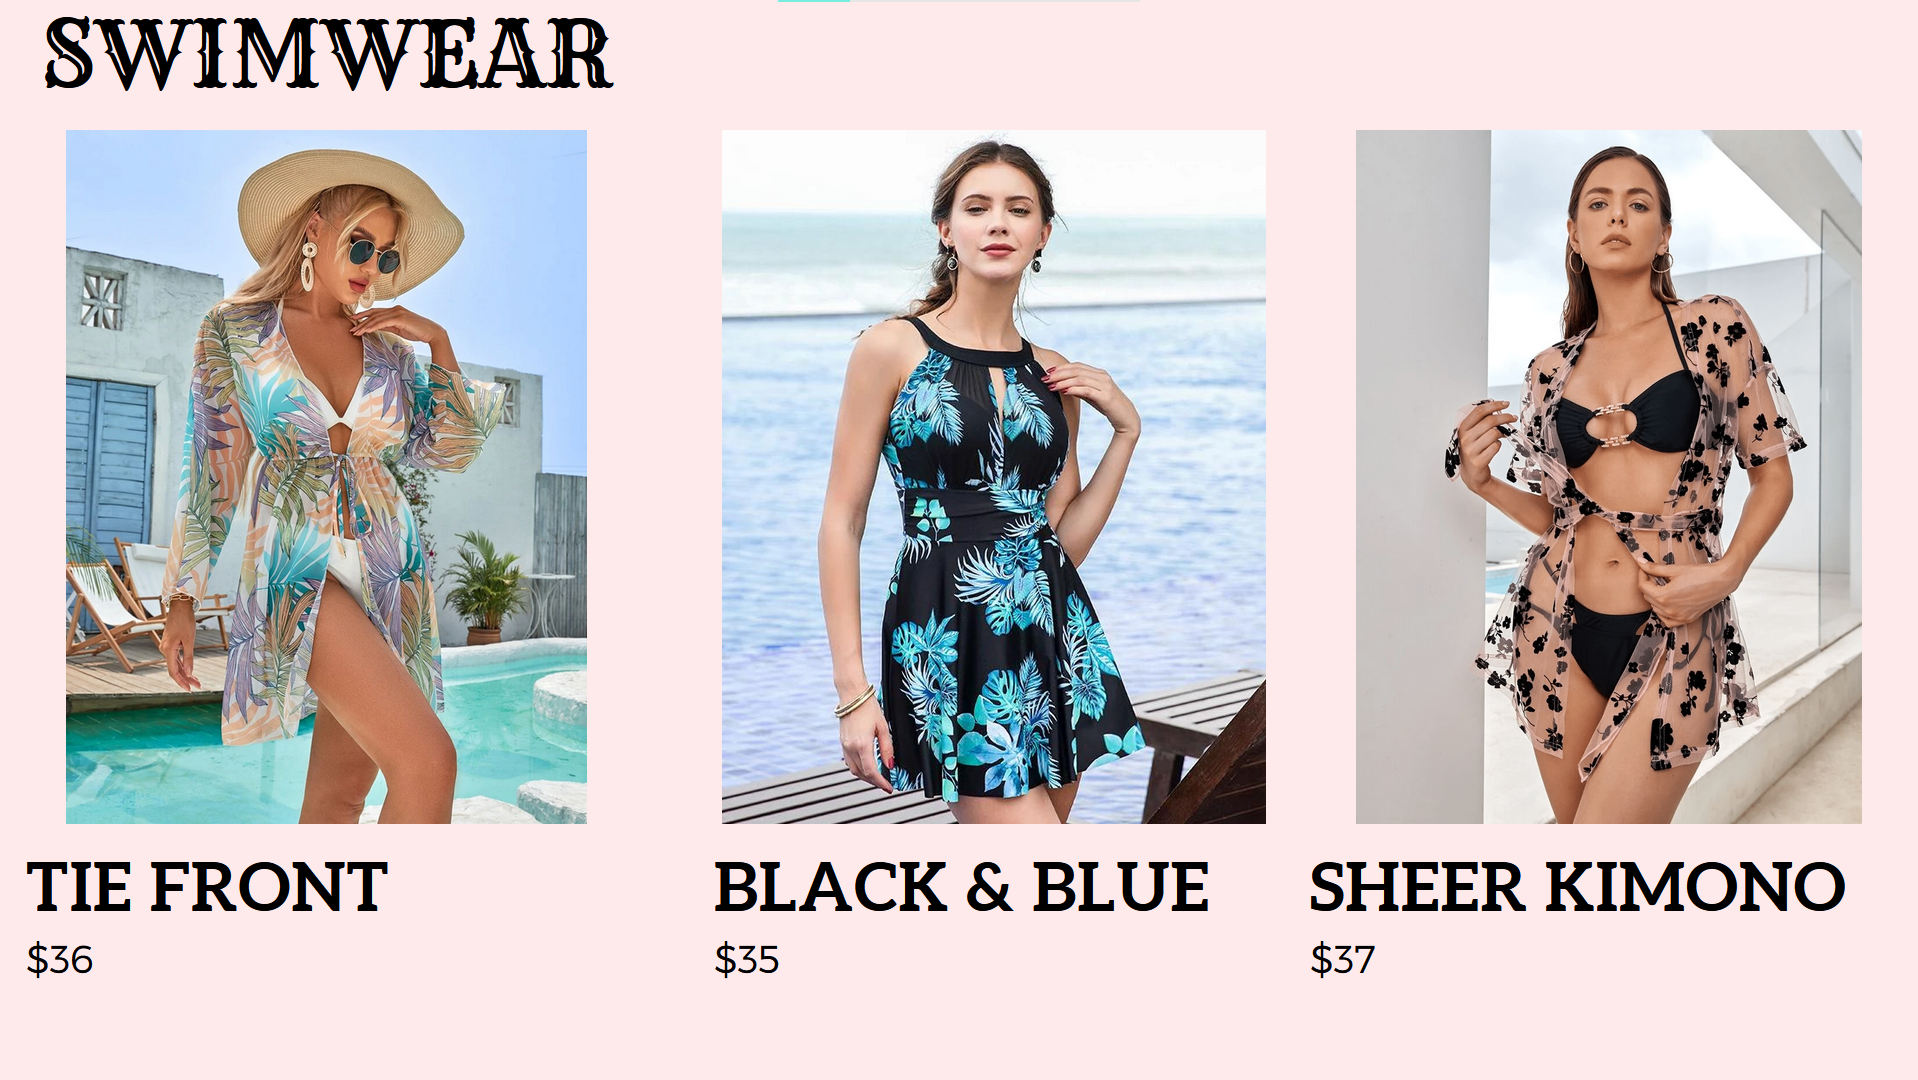 SWIMWEAR
TIE FRONT
$36
BLACK & BLUE
$35
SHEER KIMONO
$37